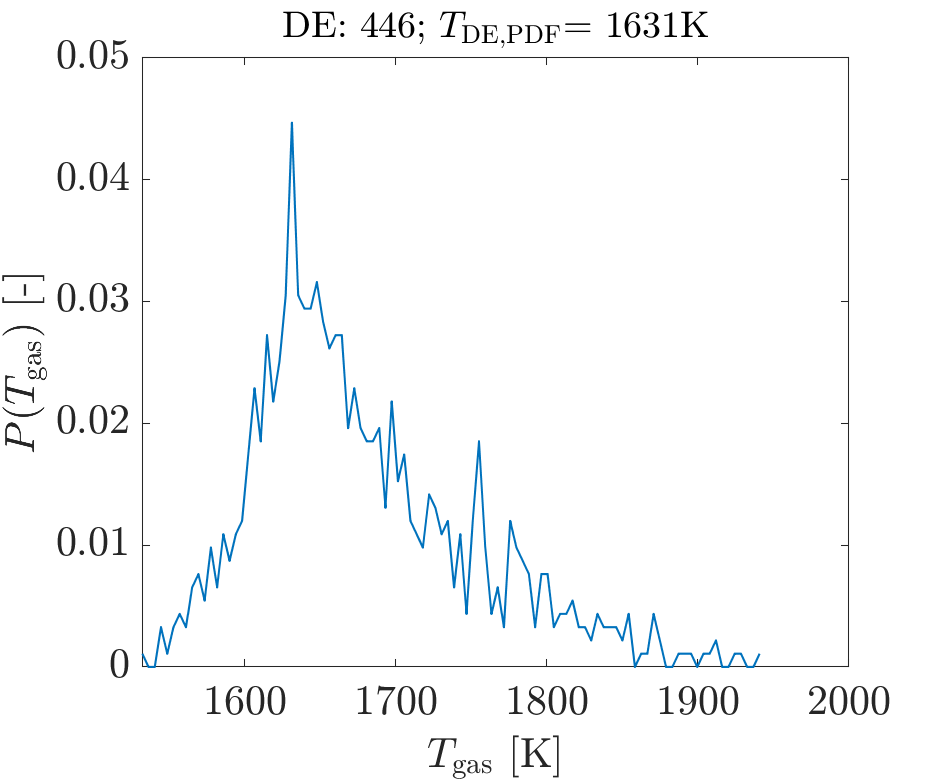 DE: 446; T_DE,PDF= 1631K
0.05
0.04
0.03
0.02
0.01
0
P(T_gas) [-]
1600 1700 1800 1900 2000
T_gas [K]